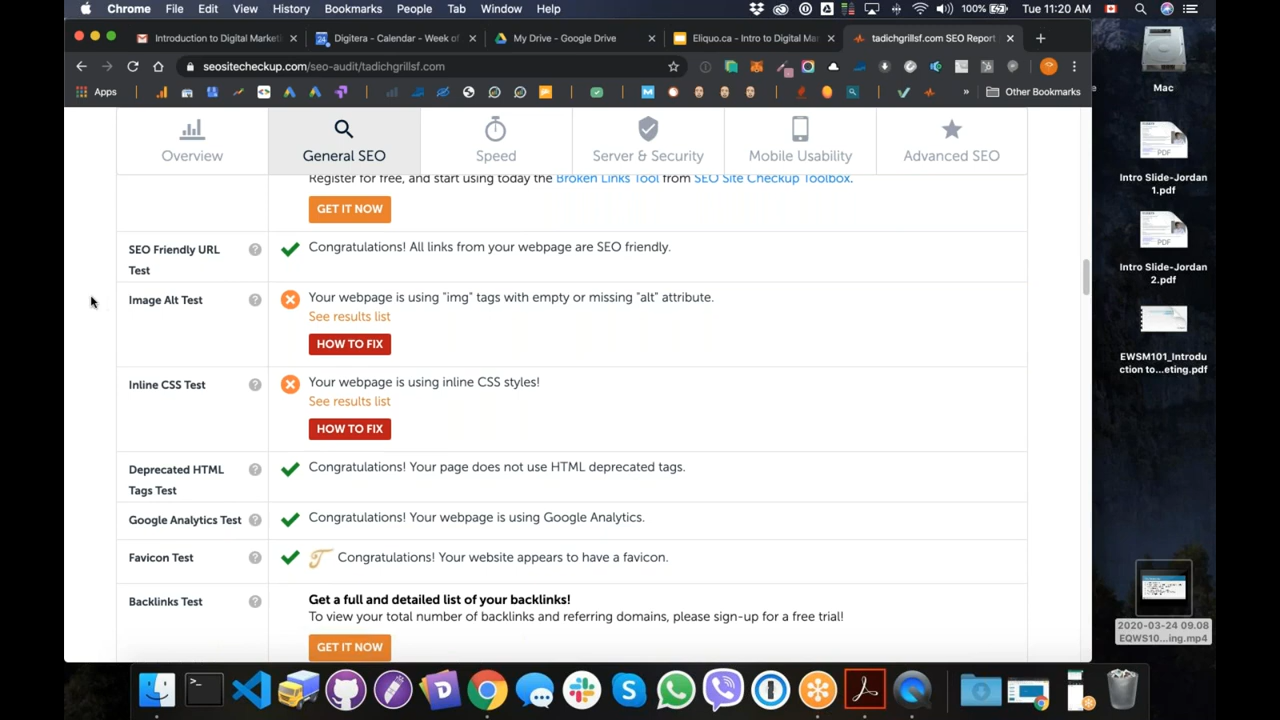 Chrome File Edit View History Bookmarks People Tab Window Help 100% Tue 11:20 AM
Introduction to Digital Market
Digitera - Calendar - Week of
My Drive - Google Drive
Eliquo.ca - Intro to Digital Mar
tadichgrillsf.com SEO Report
seositecheckup.com/seo-audit/tadichgrillsf.com
Apps
Other Bookmarks
Overview
General SEO
Speed
Server & Security
Mobile Usability
Advanced SEO
Register for free, and start using today the Broken Links Tool from SEO Site Checkup Toolbox.
GET IT NOW
SEO Friendly URL
Test
Congratulations! All links from your webpage are SEO friendly.
Image Alt Test
Your webpage is using "img" tags with empty or missing "alt" attribute.
See results list
HOW TO FIX
Inline CSS Test
Your webpage is using inline CSS styles!
See results list
HOW TO FIX
Deprecated HTML
Tags Test
Congratulations! Your page does not use HTML deprecated tags.
Google Analytics Test
Congratulations! Your webpage is using Google Analytics.
Favicon Test
Congratulations! Your website appears to have a favicon.
Backlinks Test
Get a full and detailed list of your backlinks!
To view your total number of backlinks and referring domains, please sign-up for a free trial!
GET IT NOW
Mac
PDF
Intro Slide-Jordan
1.pdf
PDF
Intro Slide-Jordan
2.pdf
EWSM101_Introdu
ction to...eting.pdf
2020-03-24 09.08
EQWS10...ing.mp4